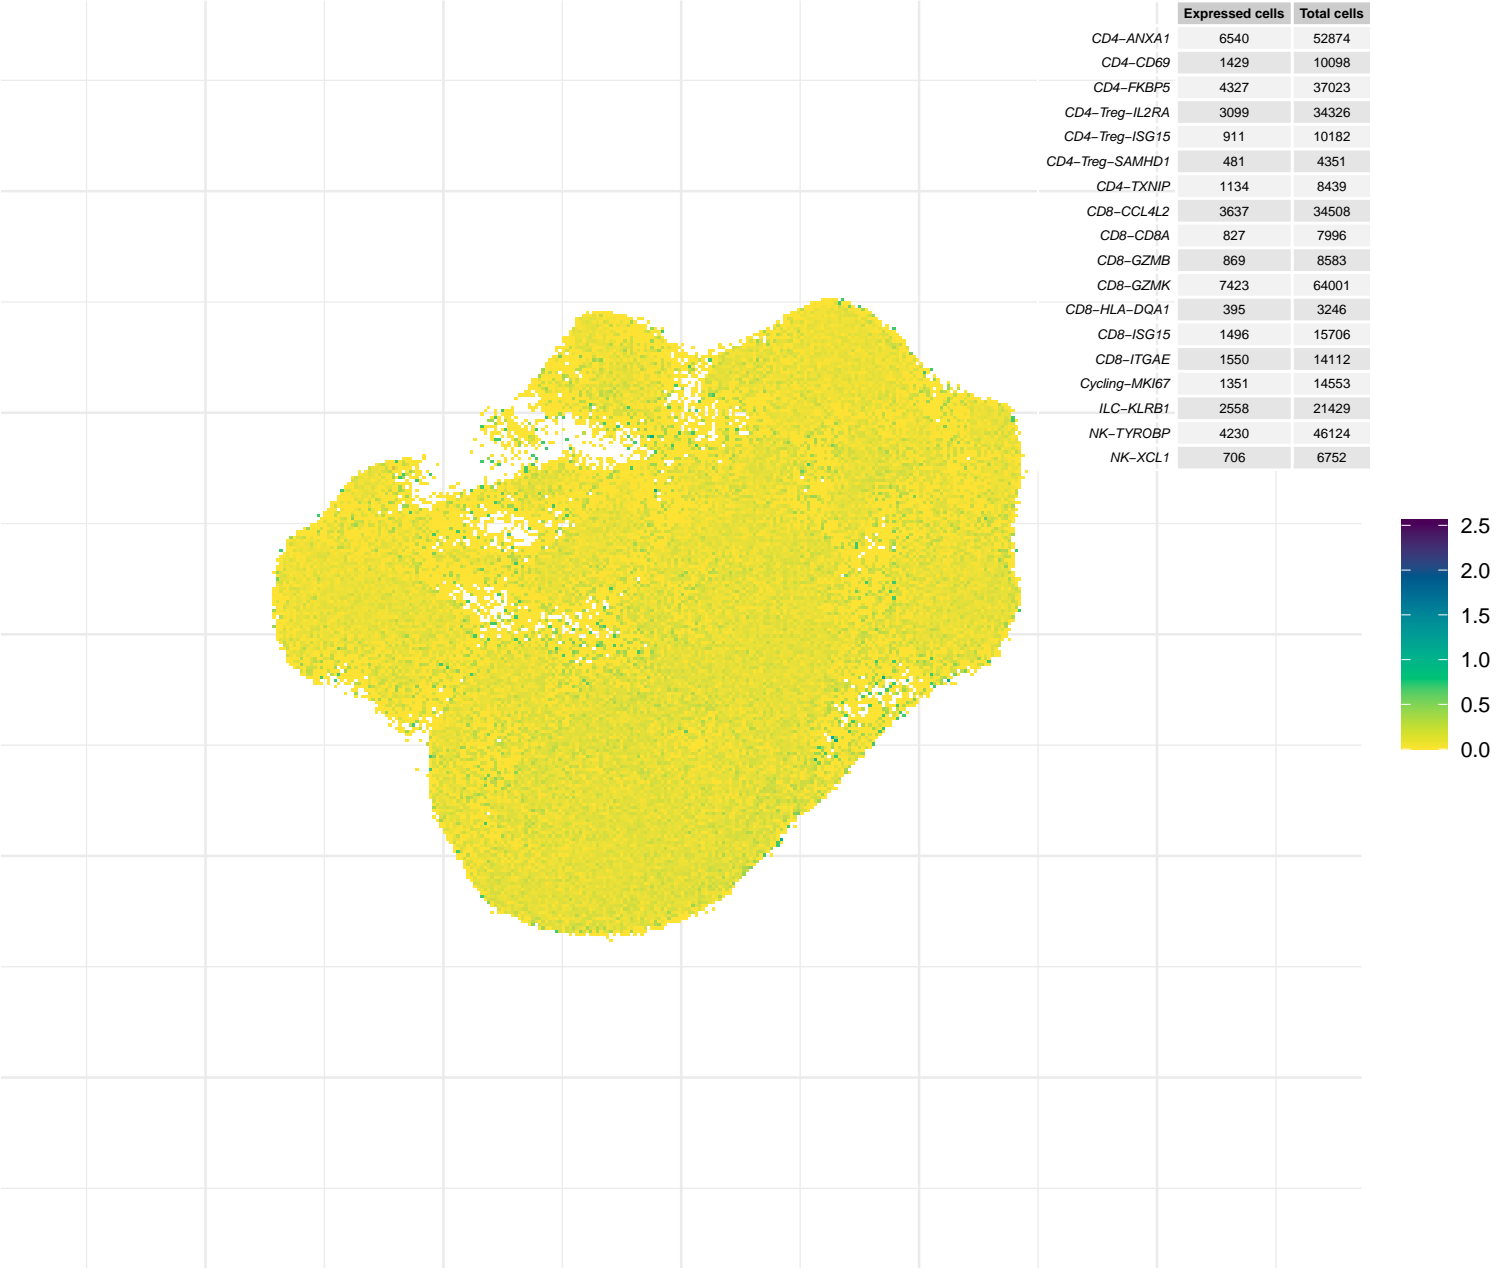 Expressed cells Total cells
CD4−ANXA1 6540 52874
CD4−CD69 1429 10098
CD4−FKBP5 4327 37023
CD4−Treg−IL2RA 3099 34326
CD4−Treg−ISG15 911 10182
CD4−Treg−SAMHD1 481 4351
CD4−TXNIP 1134 8439
CD8−CCL4L2 3637 34508
CD8−CD8A 827 7996
CD8−GZMB 869 8583
CD8−GZMK 7423 64001
CD8−HLA−DQA1 395 3246
CD8−ISG15 1496 15706
CD8−ITGAE 1550 14112
Cycling−MKI67 1351 14553
ILC−KLRB1 2558 21429
NK−TYROBP 4230 46124
NK−XCL1 706 6752
2.5
2.0
1.5
1.0
0.5
0.0